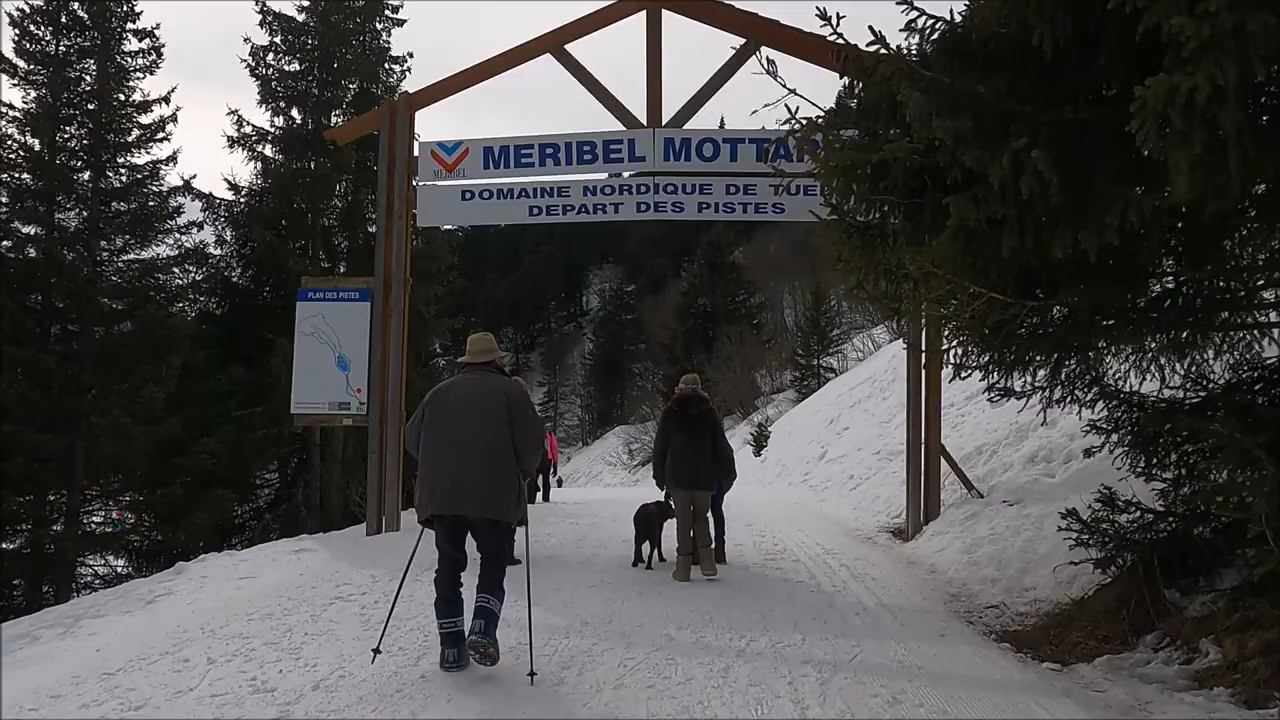 MERIBEL MOTTAR
MERIBEL
DOMAINE NORDIQUE DE TUE
DEPART DES PISTES
PLAN DES PISTES